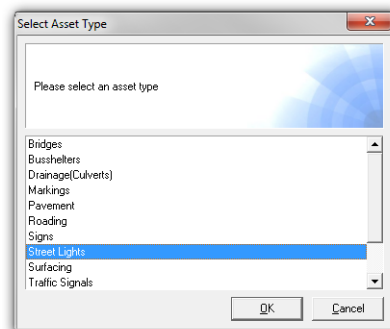 Select Asset Type
Please select an asset type
Bridges
Busshelters
Drainage(Culverts)
Markings
Pavement
Roading
Signs
Street Lights
Surfacing
Traffic Signals
OK
Cancel